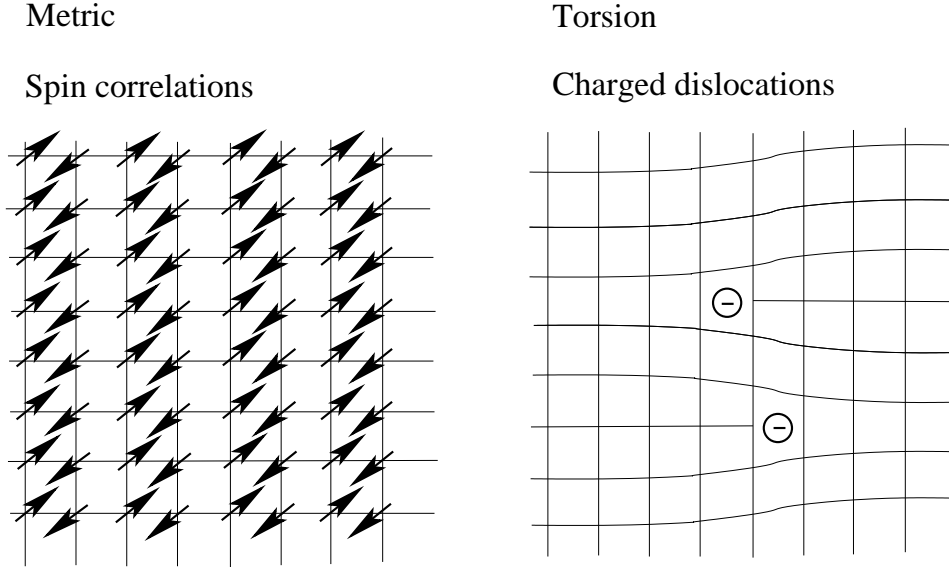 Metric
Torsion
Spin correlations
Charged dislocations
−
−